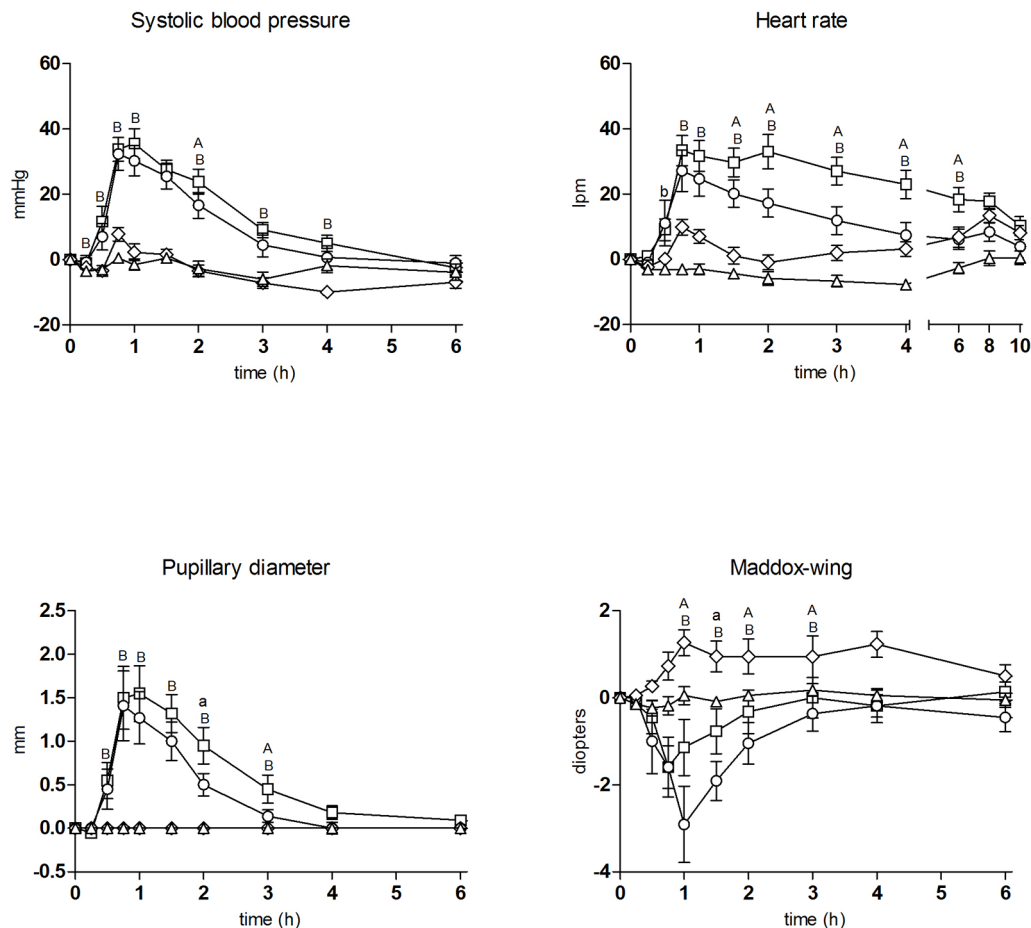 Systolic blood pressure
60
40
20
0
-20
mmHg
B
B
B
B
A
B
B
B
0 1 2 3 4 5 6
time (h)
Heart rate
60
40
20
0
-20
lpm
b
B
B
A
B
A
B
A
B
A
B
A
B
0 1 2 3 4 6 8 10
time (h)
Pupillary diameter
2.5
2.0
1.5
1.0
0.5
0.0
-0.5
mm
B
B
B
B
a
B
A
B
0 1 2 3 4 5 6
time (h)
Maddox-wing
2
0
-2
-4
diopters
A
B
a
B
A
B
A
B
0 1 2 3 4 5 6
time (h)